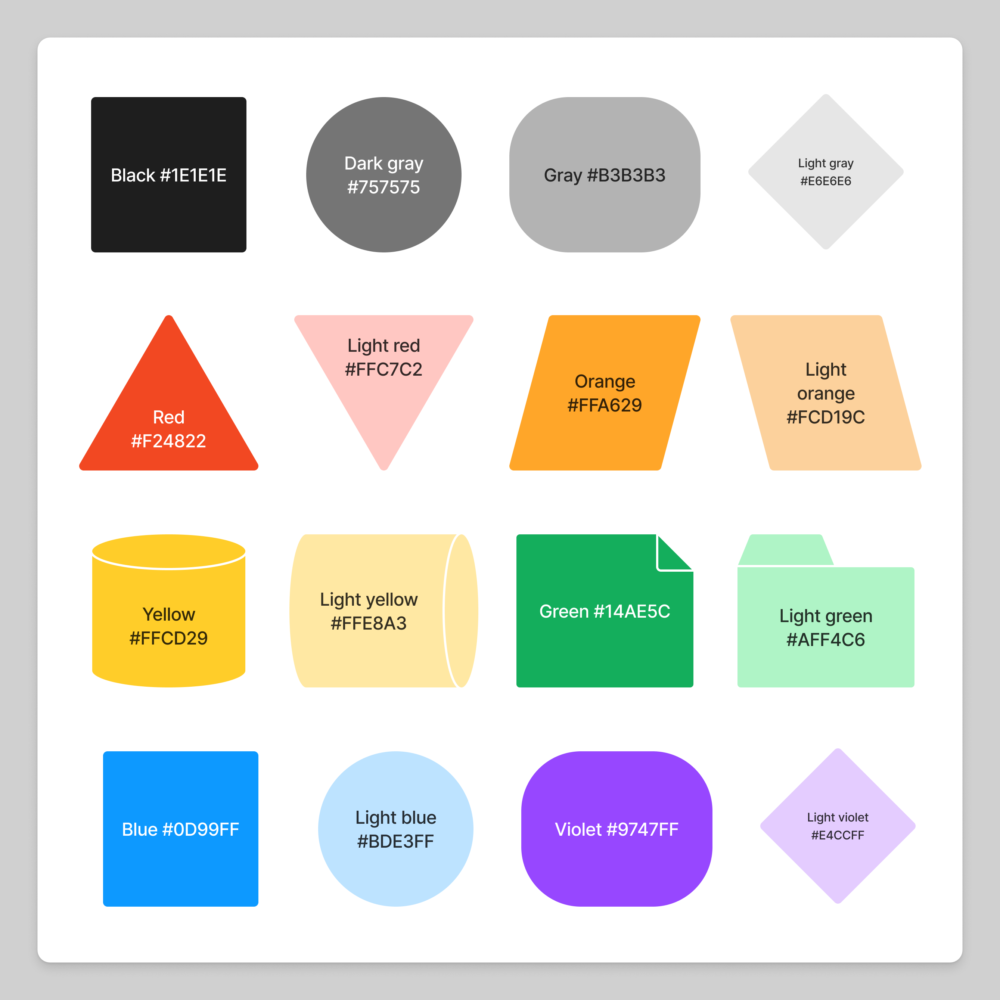 Black #1E1E1E
Dark gray
#757575
Gray #B3B3B3
Light gray
#E6E6E6
Red
#F24822
Light red
#FFC7C2
Orange
#FFA629
Light
orange
#FCD19C
Yellow
#FFCD29
Light yellow
#FFE8A3
Green #14AE5C
Light green
#AFF4C6
Blue #0D99FF
Light blue
#BDE3FF
Violet #9747FF
Light violet
#E4CCFF